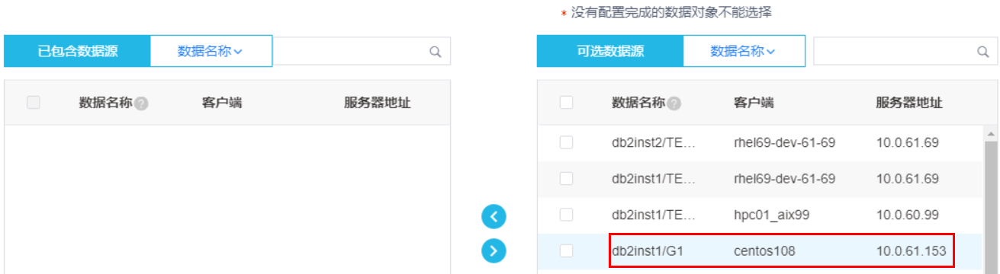 * 没有配置完成的数据对象不能选择
已包含数据源 数据名称
可选数据源 数据名称
数据名称 ? 客户端 服务器地址
数据名称 ? 客户端 服务器地址
db2inst2/TE... rhel69-dev-61-69 10.0.61.69
db2inst1/TE... rhel69-dev-61-69 10.0.61.69
db2inst1/TE... hpc01_aix99 10.0.60.99
db2inst1/G1 centos108 10.0.61.153